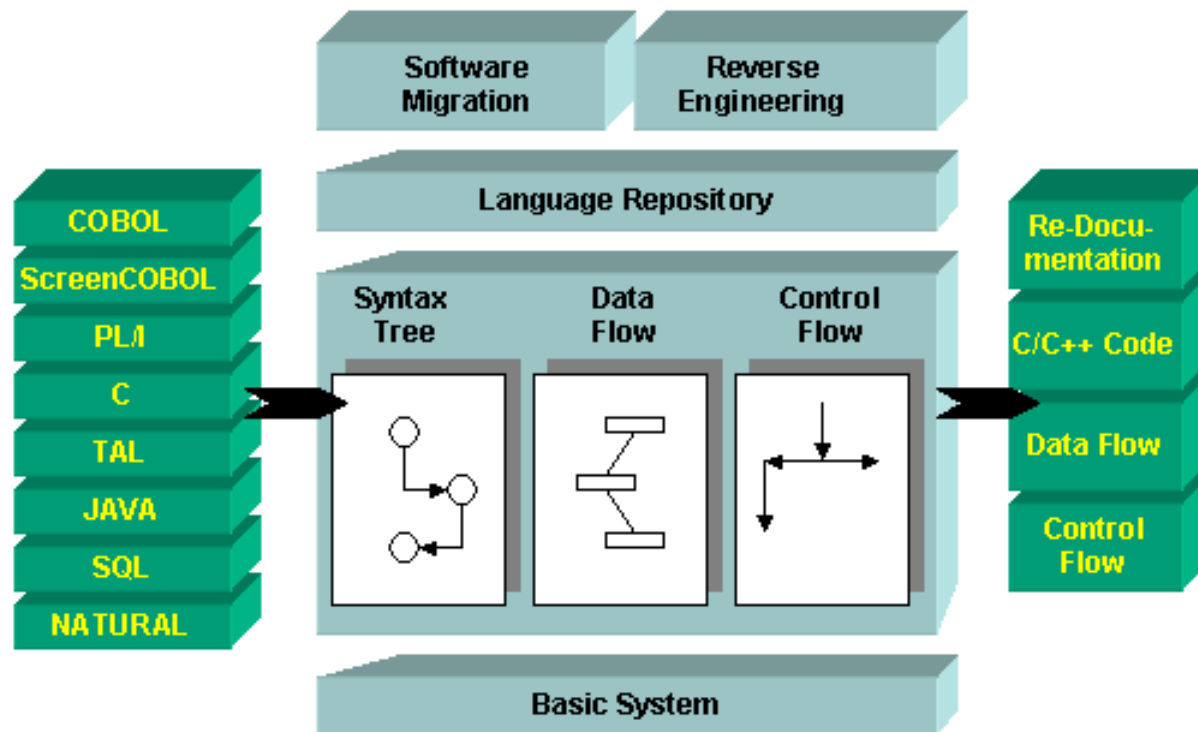 Software
Migration
Reverse
Engineering
Language Repository
COBOL
ScreenCOBOL
PL/I
C
TAL
JAVA
SQL
NATURAL
Syntax
Tree
Data
Flow
Control
Flow
Re-Docu-
mentation
C/C++ Code
Data Flow
Control
Flow
Basic System